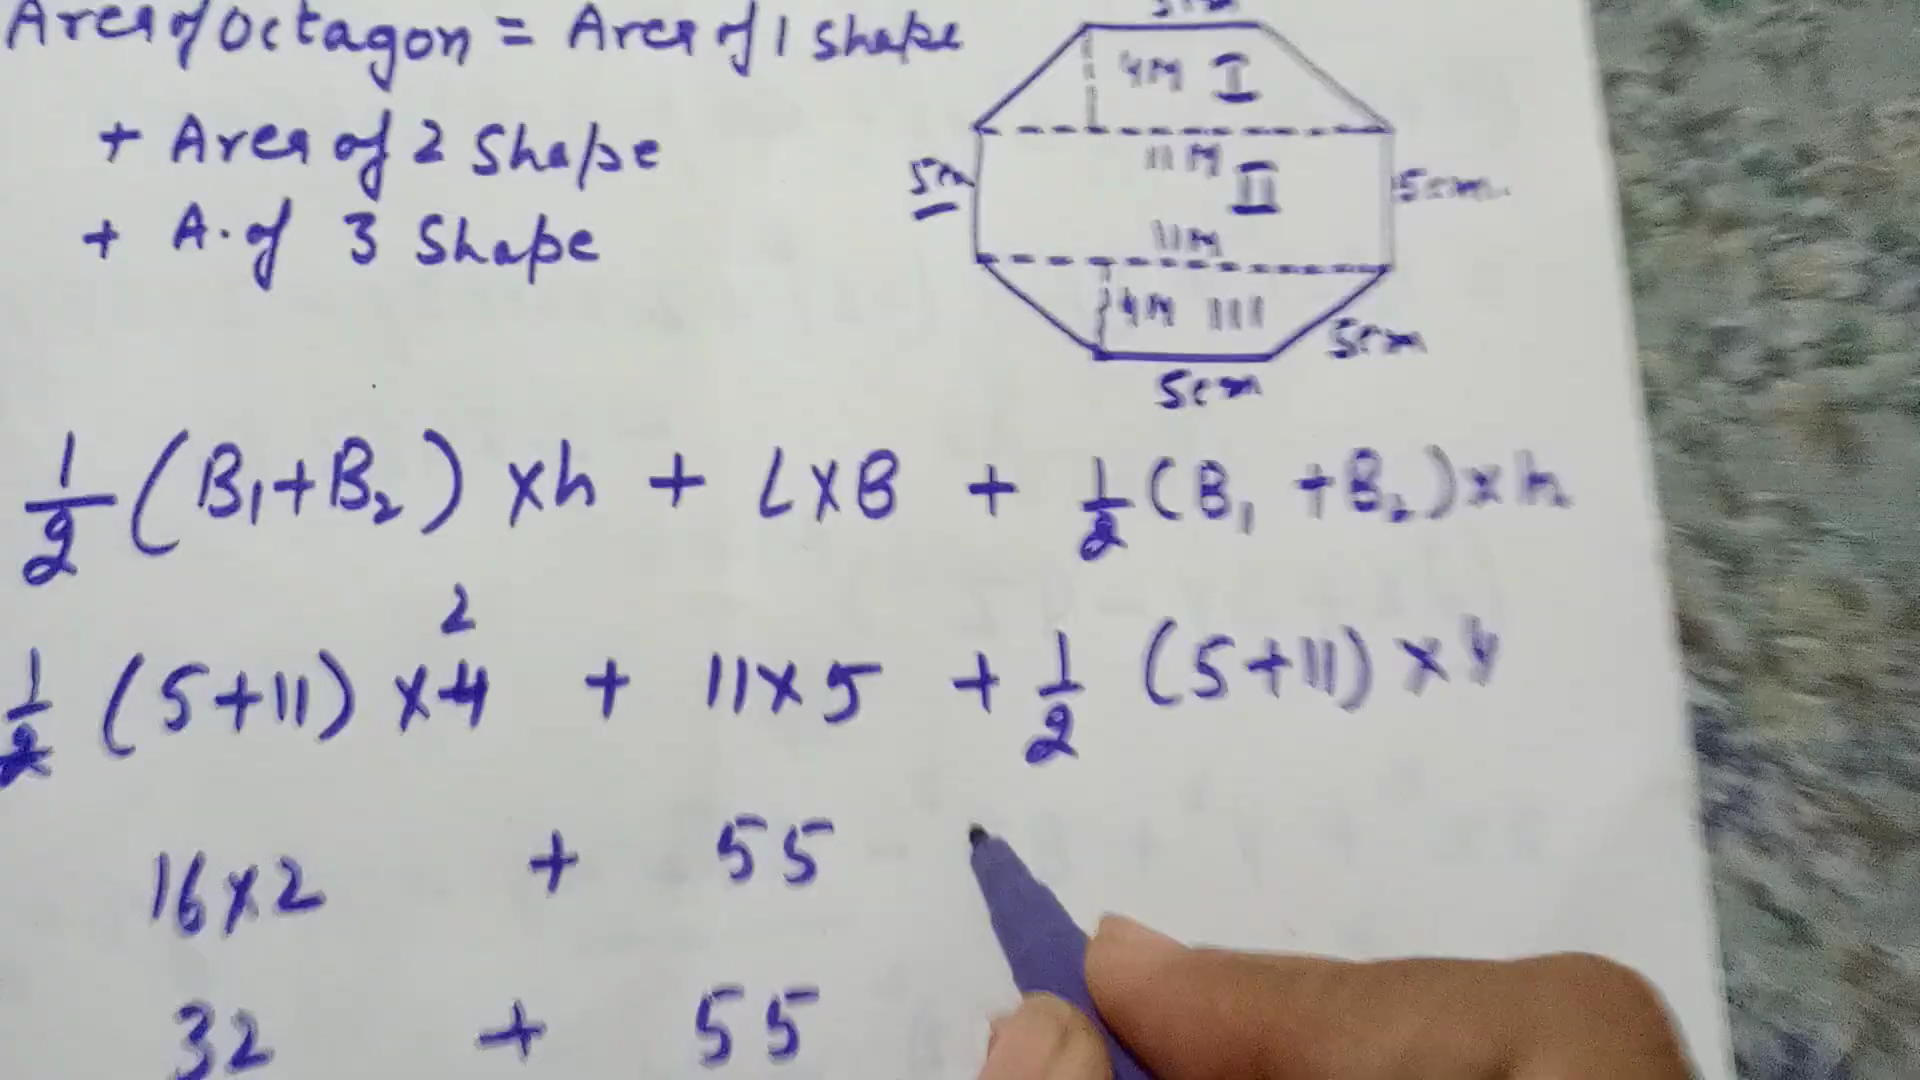 Area of Octagon = Area of 1 Shape
+ Area of 2 Shape
+ A. of 3 Shape
4M I
11 M
5m II 5cm.
11M
4M III
5cm
5cm
1/2 (B₁+B₂) ×h + L×B + 1/2 (B₁+B₂)×h
2
1/2 (5+11) ×4 + 11×5 + 1/2 (5+11) ×4
16×2 + 55
32 + 55